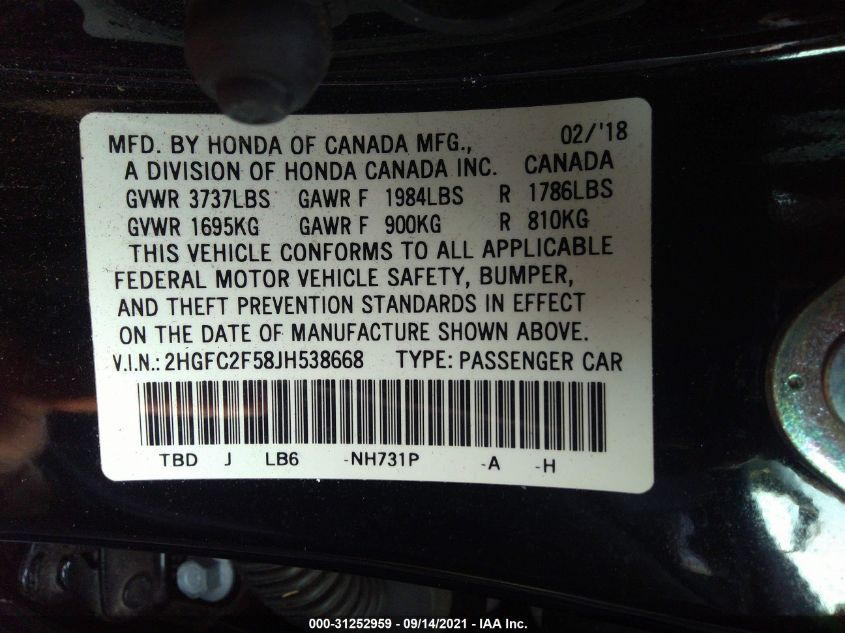 MFD. BY HONDA OF CANADA MFG., 02/'18
A DIVISION OF HONDA CANADA INC. CANADA
GVWR 3737LBS GAWR F 1984LBS R 1786LBS
GVWR 1695KG GAWR F 900KG R 810KG
THIS VEHICLE CONFORMS TO ALL APPLICABLE
FEDERAL MOTOR VEHICLE SAFETY, BUMPER,
AND THEFT PREVENTION STANDARDS IN EFFECT
ON THE DATE OF MANUFACTURE SHOWN ABOVE.
V.I.N.: 2HGFC2F58JH538668 TYPE: PASSENGER CAR
TBD J LB6 -NH731P -A -H
000-31252959 - 09/14/2021 - IAA Inc.